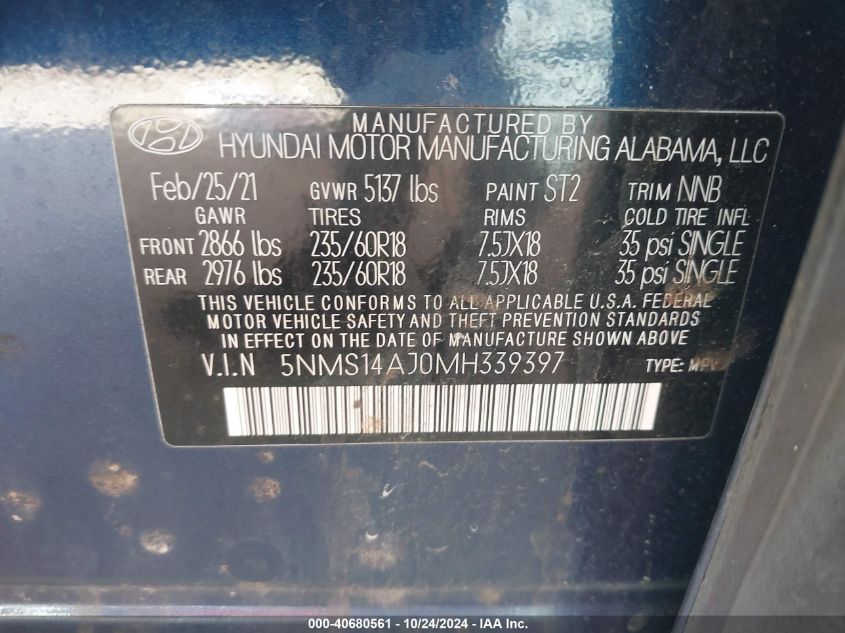 MANUFACTURED BY
HYUNDAI MOTOR MANUFACTURING ALABAMA, LLC
Feb/25/21 GVWR 5137 lbs PAINT ST2 TRIM NNB
GAWR TIRES RIMS COLD TIRE INFL
FRONT 2866 lbs 235/60R18 7.5JX18 35 psi SINGLE
REAR 2976 lbs 235/60R18 7.5JX18 35 psi SINGLE
THIS VEHICLE CONFORMS TO ALL APPLICABLE U.S.A. FEDERAL
MOTOR VEHICLE SAFETY AND THEFT PREVENTION STANDARDS
IN EFFECT ON THE DATE OF MANUFACTURE SHOWN ABOVE
V.I.N 5NMS14AJ0MH339397 TYPE: MPV
000-40680561 - 10/24/2024 - IAA Inc.